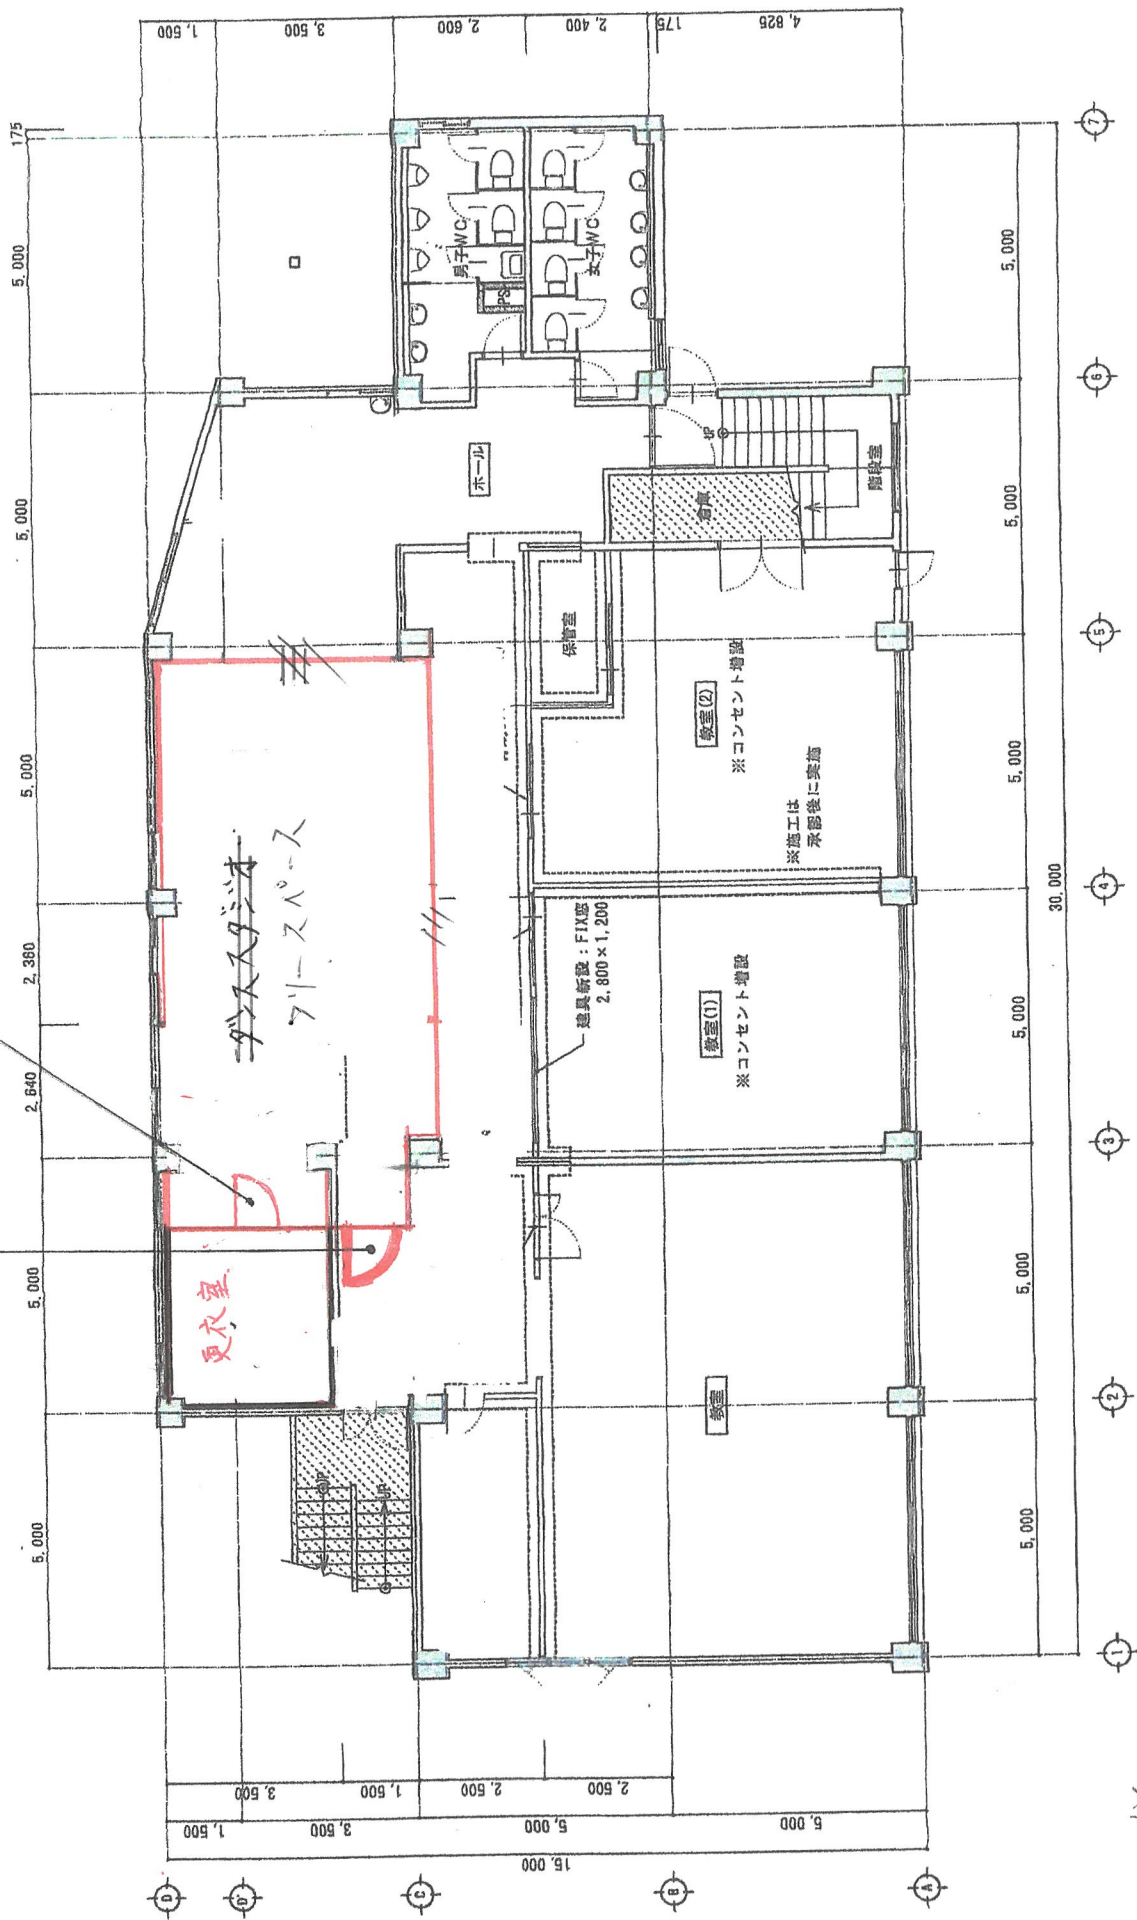 175
5,000
5,000
5,000
2,380
2,640
5,000
5,000
1,500
3,500
2,600
2,400
175
4,825
男子WC
PS
女子WC
ホール
UP
倉庫
階段室
保管室
教室(2)
※コンセント増設
※施工は
承認後に実施
ダンススタジオ
フリースペース
建具新設:FIX窓
2,800×1,200
教室(1)
※コンセント増設
更衣室
教室
UP
UP
5,000
5,000
5,000
5,000
5,000
5,000
30,000
3,500
1,500
2,500
2,500
1,500
3,500
5,000
5,000
15,000
D
D'
C
B
A
1
2
3
4
5
6
7